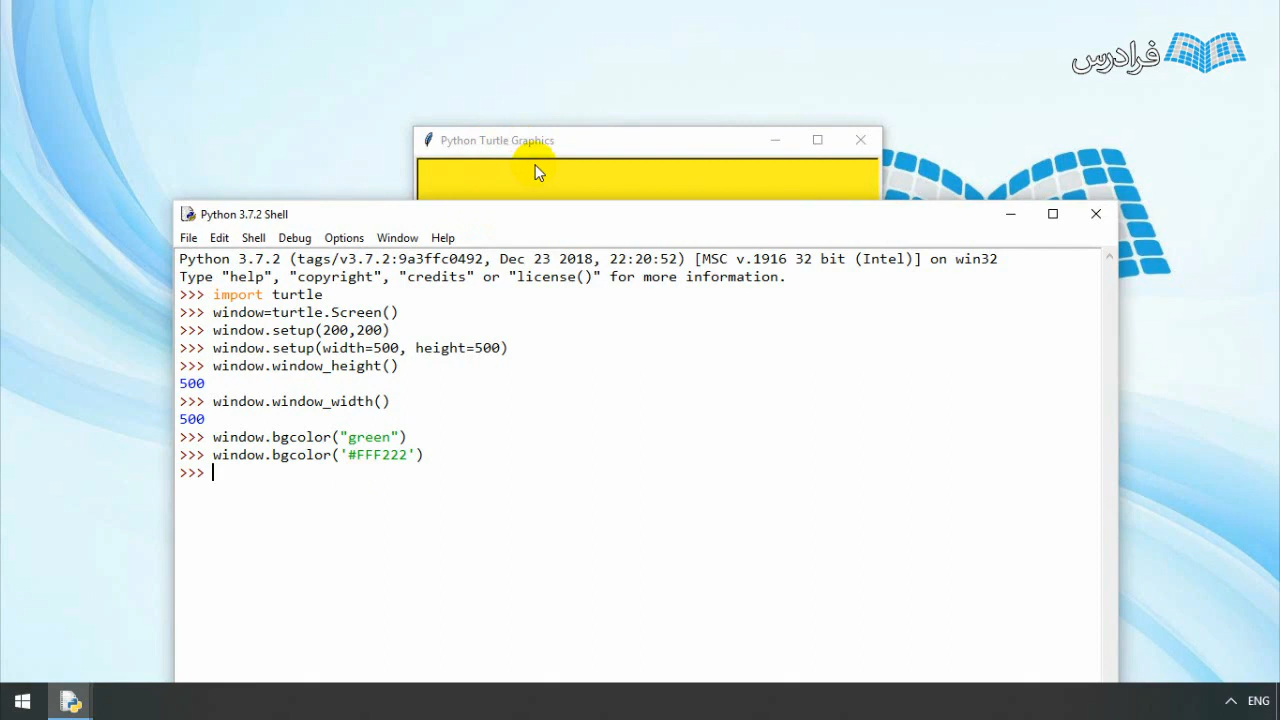 فرادرس
Python Turtle Graphics
Python 3.7.2 Shell
File Edit Shell Debug Options Window Help
Python 3.7.2 (tags/v3.7.2:9a3ffc0492, Dec 23 2018, 22:20:52) [MSC v.1916 32 bit (Intel)] on win32
Type "help", "copyright", "credits" or "license()" for more information.
>>> import turtle
>>> window=turtle.Screen()
>>> window.setup(200,200)
>>> window.setup(width=500, height=500)
>>> window.window_height()
500
>>> window.window_width()
500
>>> window.bgcolor("green")
>>> window.bgcolor('#FFF222')
>>>
ENG